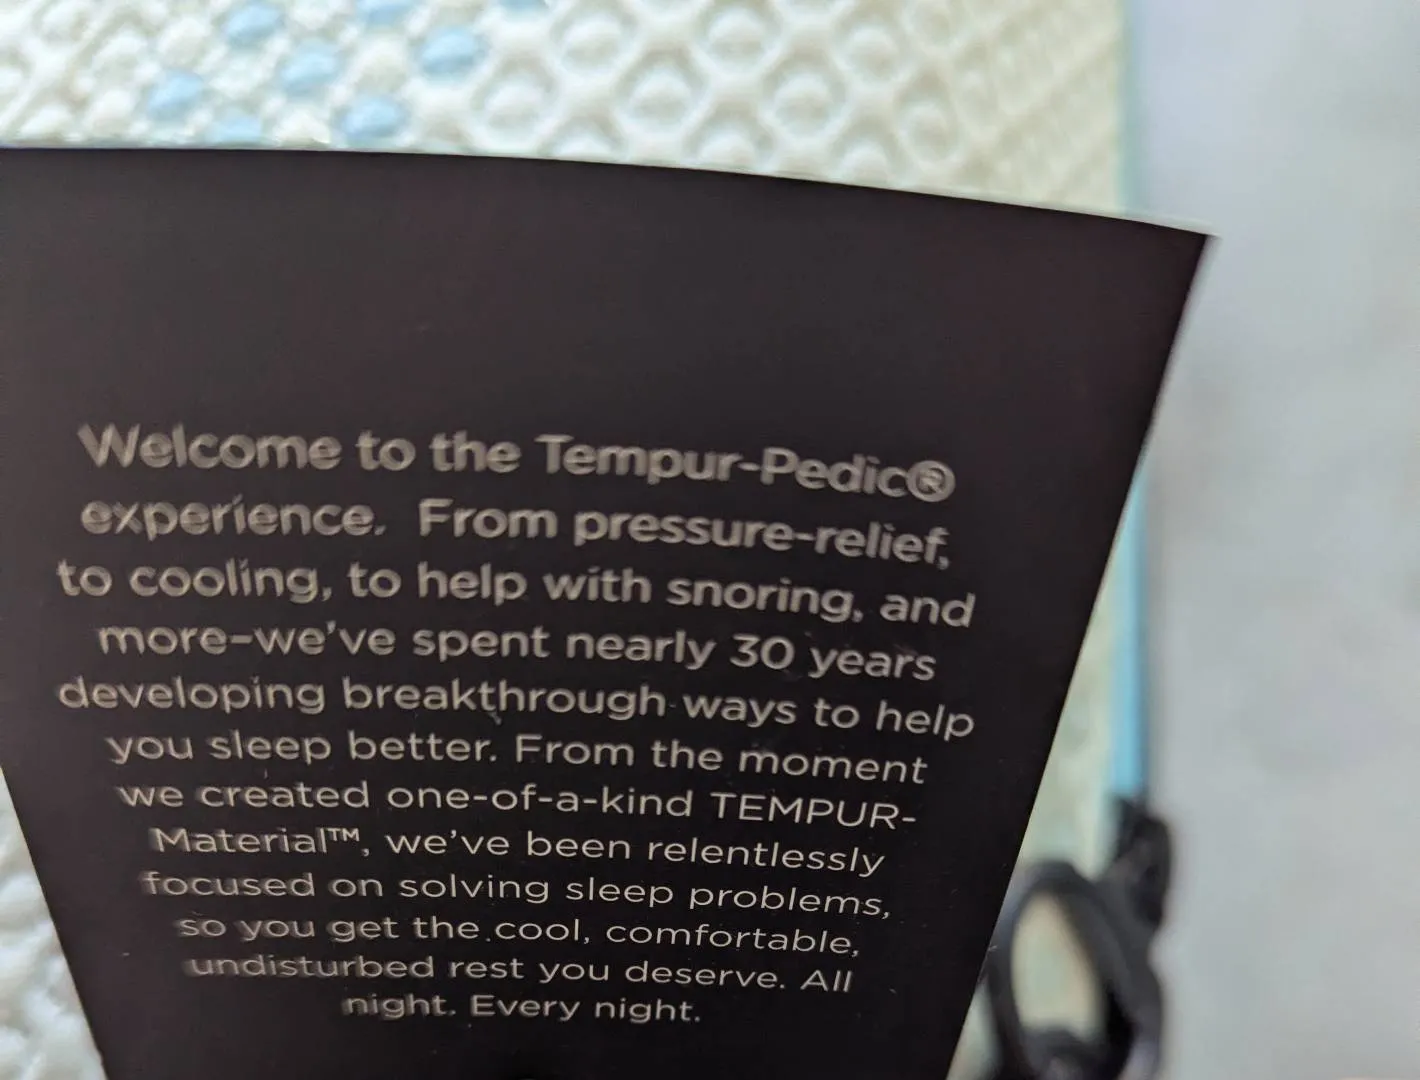 Welcome to the Tempur-Pedic®
experience. From pressure-relief,
to cooling, to help with snoring, and
more-we've spent nearly 30 years
developing breakthrough ways to help
you sleep better. From the moment
we created one-of-a-kind TEMPUR-
Material™, we've been relentlessly
focused on solving sleep problems,
so you get the cool, comfortable,
undisturbed rest you deserve. All
night. Every night.